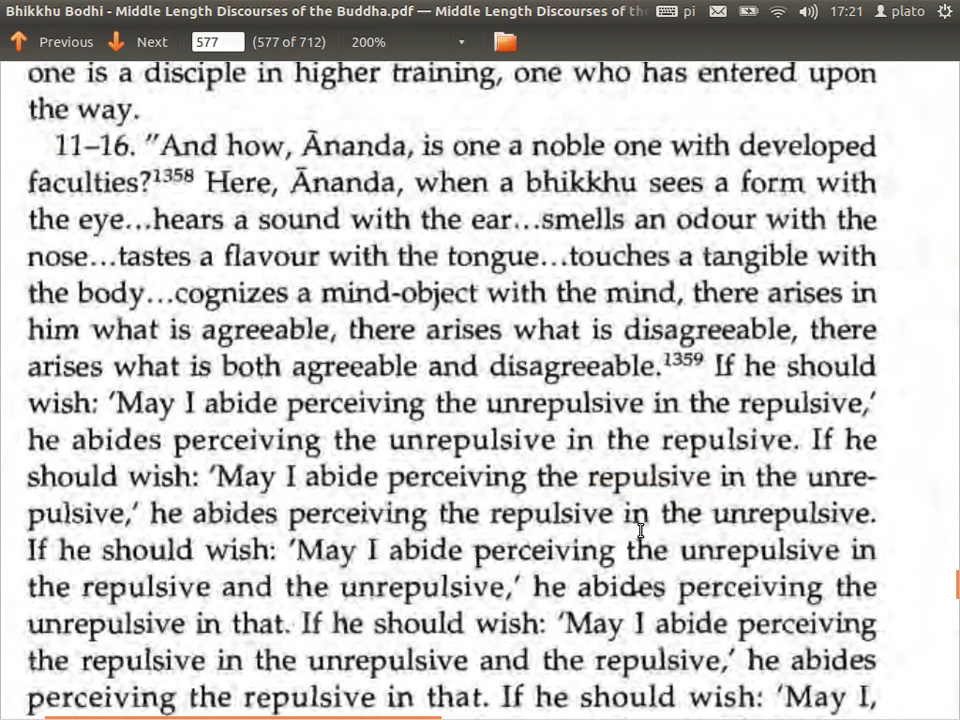 Bhikkhu Bodhi - Middle Length Discourses of the Buddha.pdf — Middle Length Discourses of the pi 17:21 plato
Previous Next 577 (577 of 712) 200%
one is a disciple in higher training, one who has entered upon
the way.
11–16. "And how, Ānanda, is one a noble one with developed
faculties?1358 Here, Ānanda, when a bhikkhu sees a form with
the eye...hears a sound with the ear...smells an odour with the
nose...tastes a flavour with the tongue...touches a tangible with
the body...cognizes a mind-object with the mind, there arises in
him what is agreeable, there arises what is disagreeable, there
arises what is both agreeable and disagreeable.1359 If he should
wish: 'May I abide perceiving the unrepulsive in the repulsive,'
he abides perceiving the unrepulsive in the repulsive. If he
should wish: 'May I abide perceiving the repulsive in the unre-
pulsive,' he abides perceiving the repulsive in the unrepulsive.
If he should wish: 'May I abide perceiving the unrepulsive in
the repulsive and the unrepulsive,' he abides perceiving the
unrepulsive in that. If he should wish: 'May I abide perceiving
the repulsive in the unrepulsive and the repulsive,' he abides
perceiving the repulsive in that. If he should wish: 'May I,